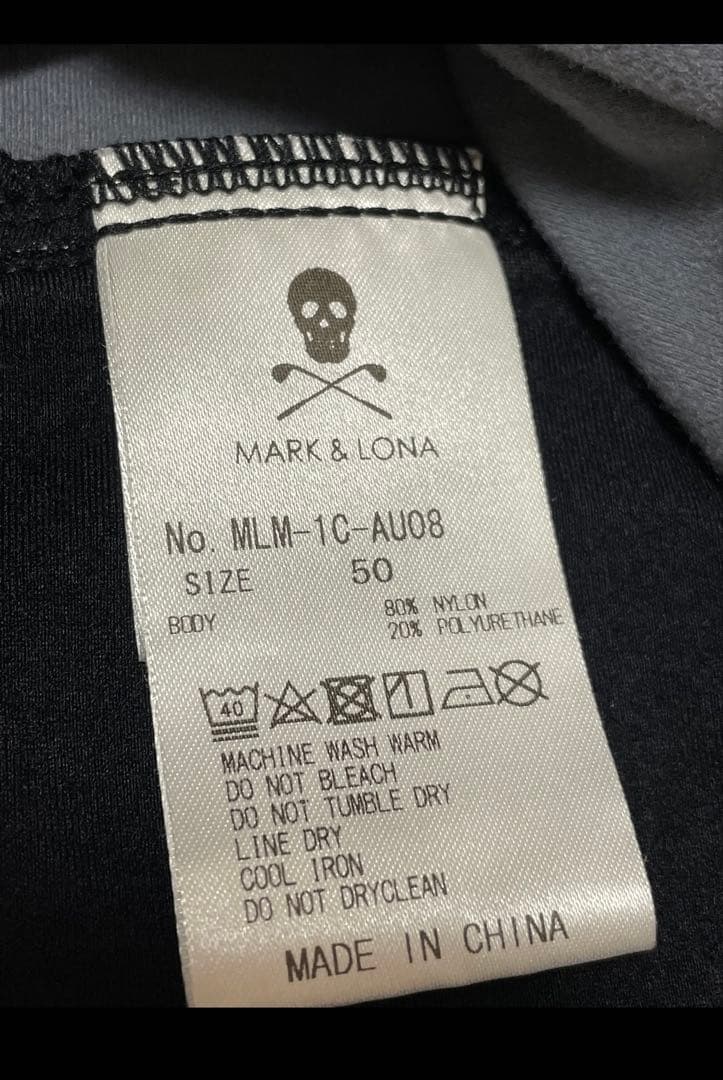 MARK & LONA
No. MLM-1C-AU08
SIZE 50
BODY 80% NYLON
20% POLYURETHANE
40
MACHINE WASH WARM
DO NOT BLEACH
DO NOT TUMBLE DRY
LINE DRY
COOL IRON
DO NOT DRYCLEAN
MADE IN CHINA